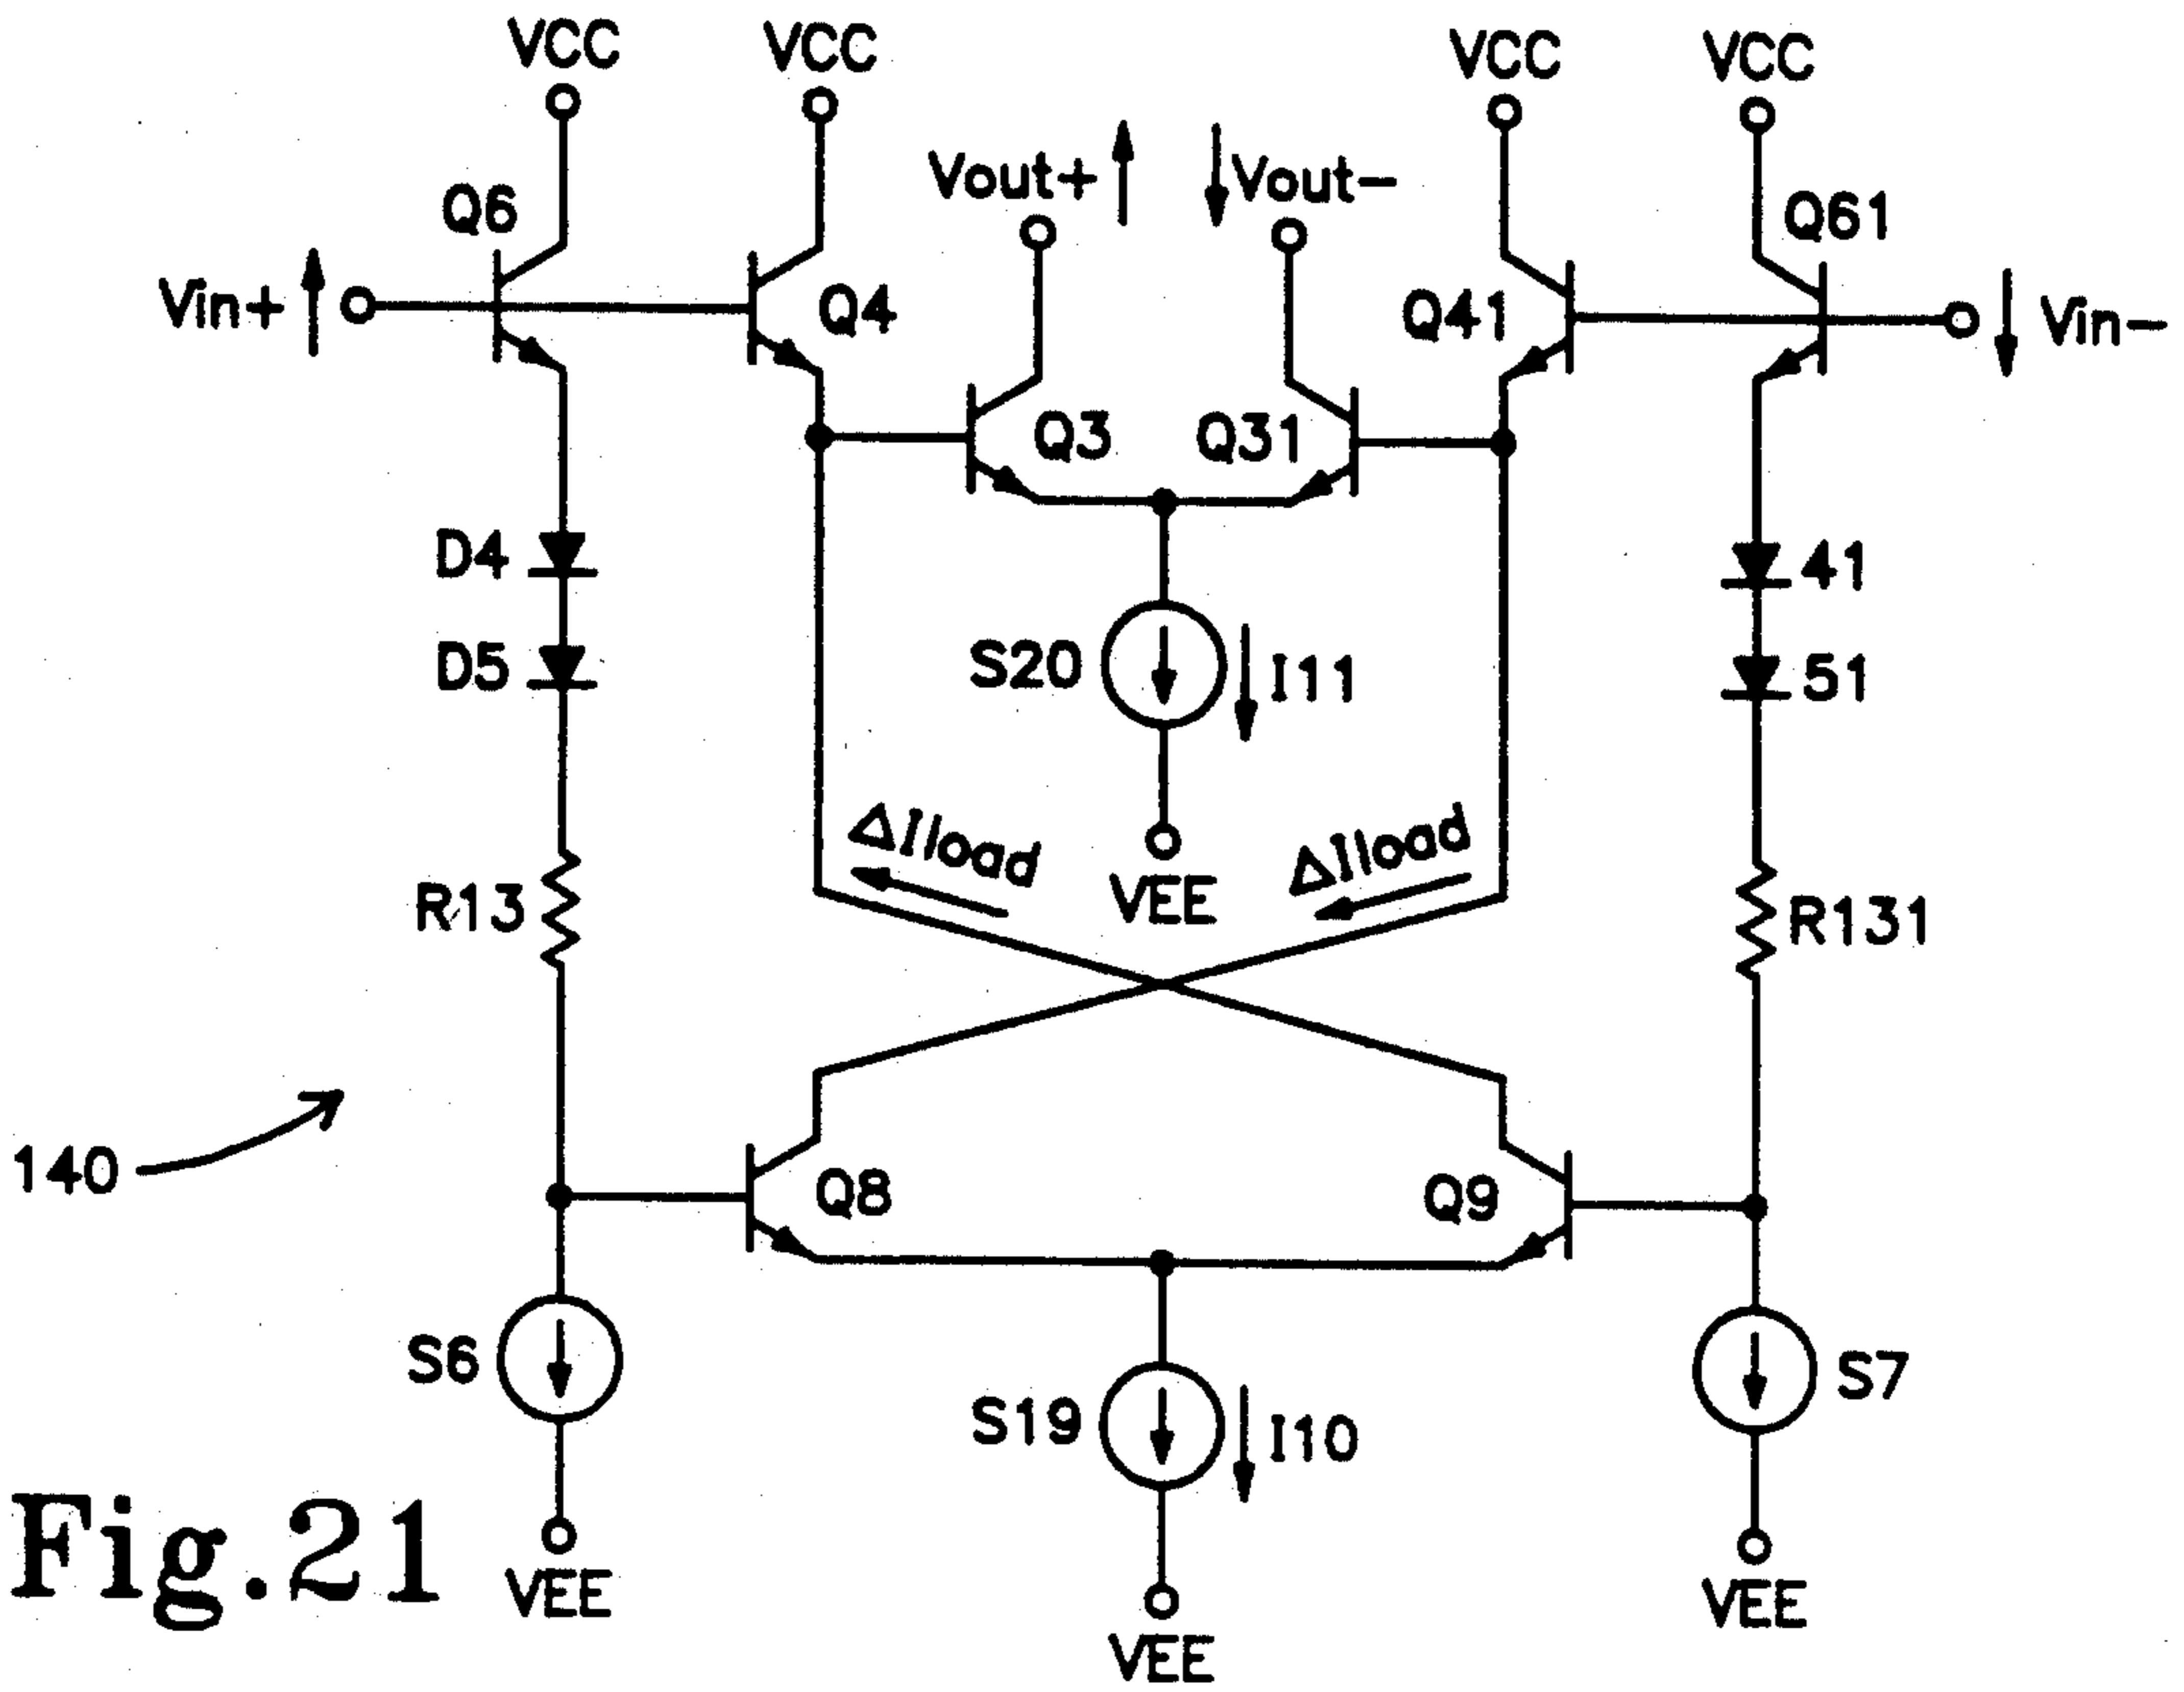 VCC
VCC
VCC
VCC
Vout+
Vout-
Q6
Q61
Vin+
Q4
Q41
Vin-
Q3
Q31
D4
41
D5
S20
I11
51
ΔIload
ΔIload
R13
VEE
R131
140
Q8
Q9
S6
S19
I10
S7
Fig.21
VEE
VEE
VEE